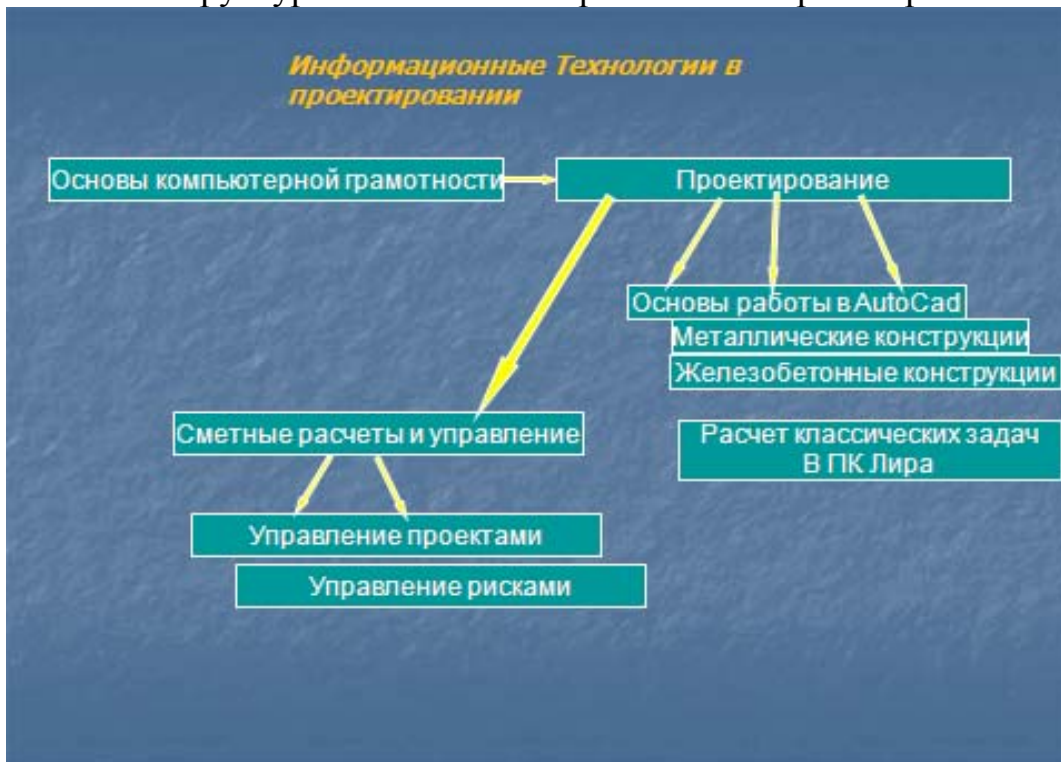 Информационные Технологии в
проектировании
Основы компьютерной грамотности
Проектирование
Основы работы в AutoCad
Металлические конструкции
Железобетонные конструкции
Сметные расчеты и управление
Расчет классических задач
В ПК Лира
Управление проектами
Управление рисками